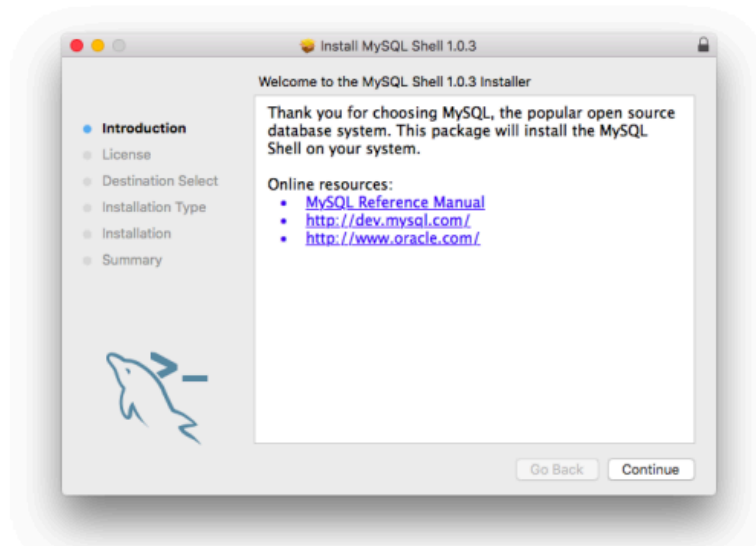 Install MySQL Shell 1.0.3
Welcome to the MySQL Shell 1.0.3 Installer
Introduction
License
Destination Select
Installation Type
Installation
Summary
Thank you for choosing MySQL, the popular open source
database system. This package will install the MySQL
Shell on your system.
Online resources:
• MySQL Reference Manual
• http://dev.mysql.com/
• http://www.oracle.com/
>_
Go Back
Continue